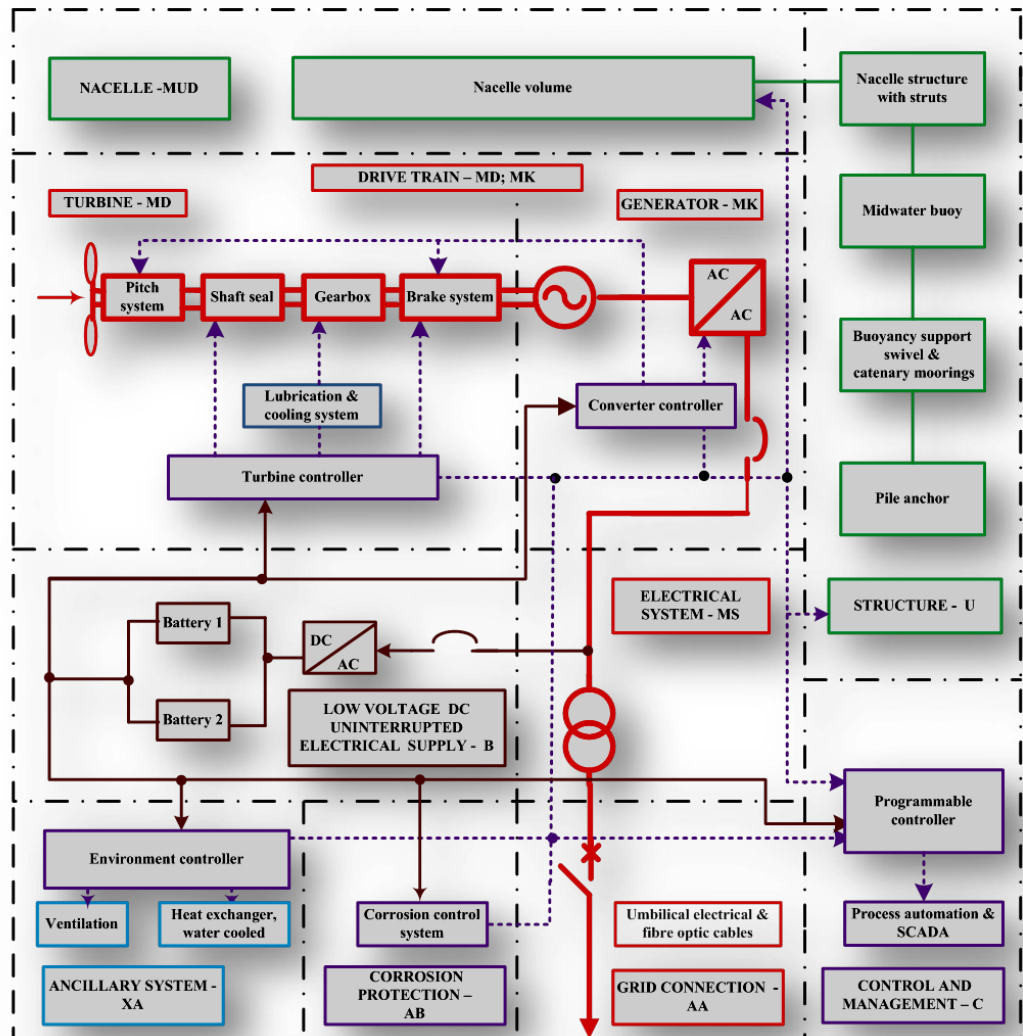 NACELLE -MUD
Nacelle volume
Nacelle structure
with struts
DRIVE TRAIN – MD; MK
TURBINE - MD
GENERATOR - MK
Midwater buoy
Pitch
system
Shaft seal
Gearbox
Brake system
AC
AC
Buoyancy support
swivel &
catenary moorings
Lubrication &
cooling system
Converter controller
Turbine controller
Pile anchor
ELECTRICAL
SYSTEM - MS
STRUCTURE - U
Battery 1
DC
AC
Battery 2
LOW VOLTAGE DC
UNINTERRUPTED
ELECTRICAL SUPPLY - B
Programmable
controller
Environment controller
Ventilation
Heat exchanger,
water cooled
Corrosion control
system
Umbilical electrical &
fibre optic cables
Process automation &
SCADA
ANCILLARY SYSTEM -
XA
CORROSION
PROTECTION –
AB
GRID CONNECTION -
AA
CONTROL AND
MANAGEMENT – C